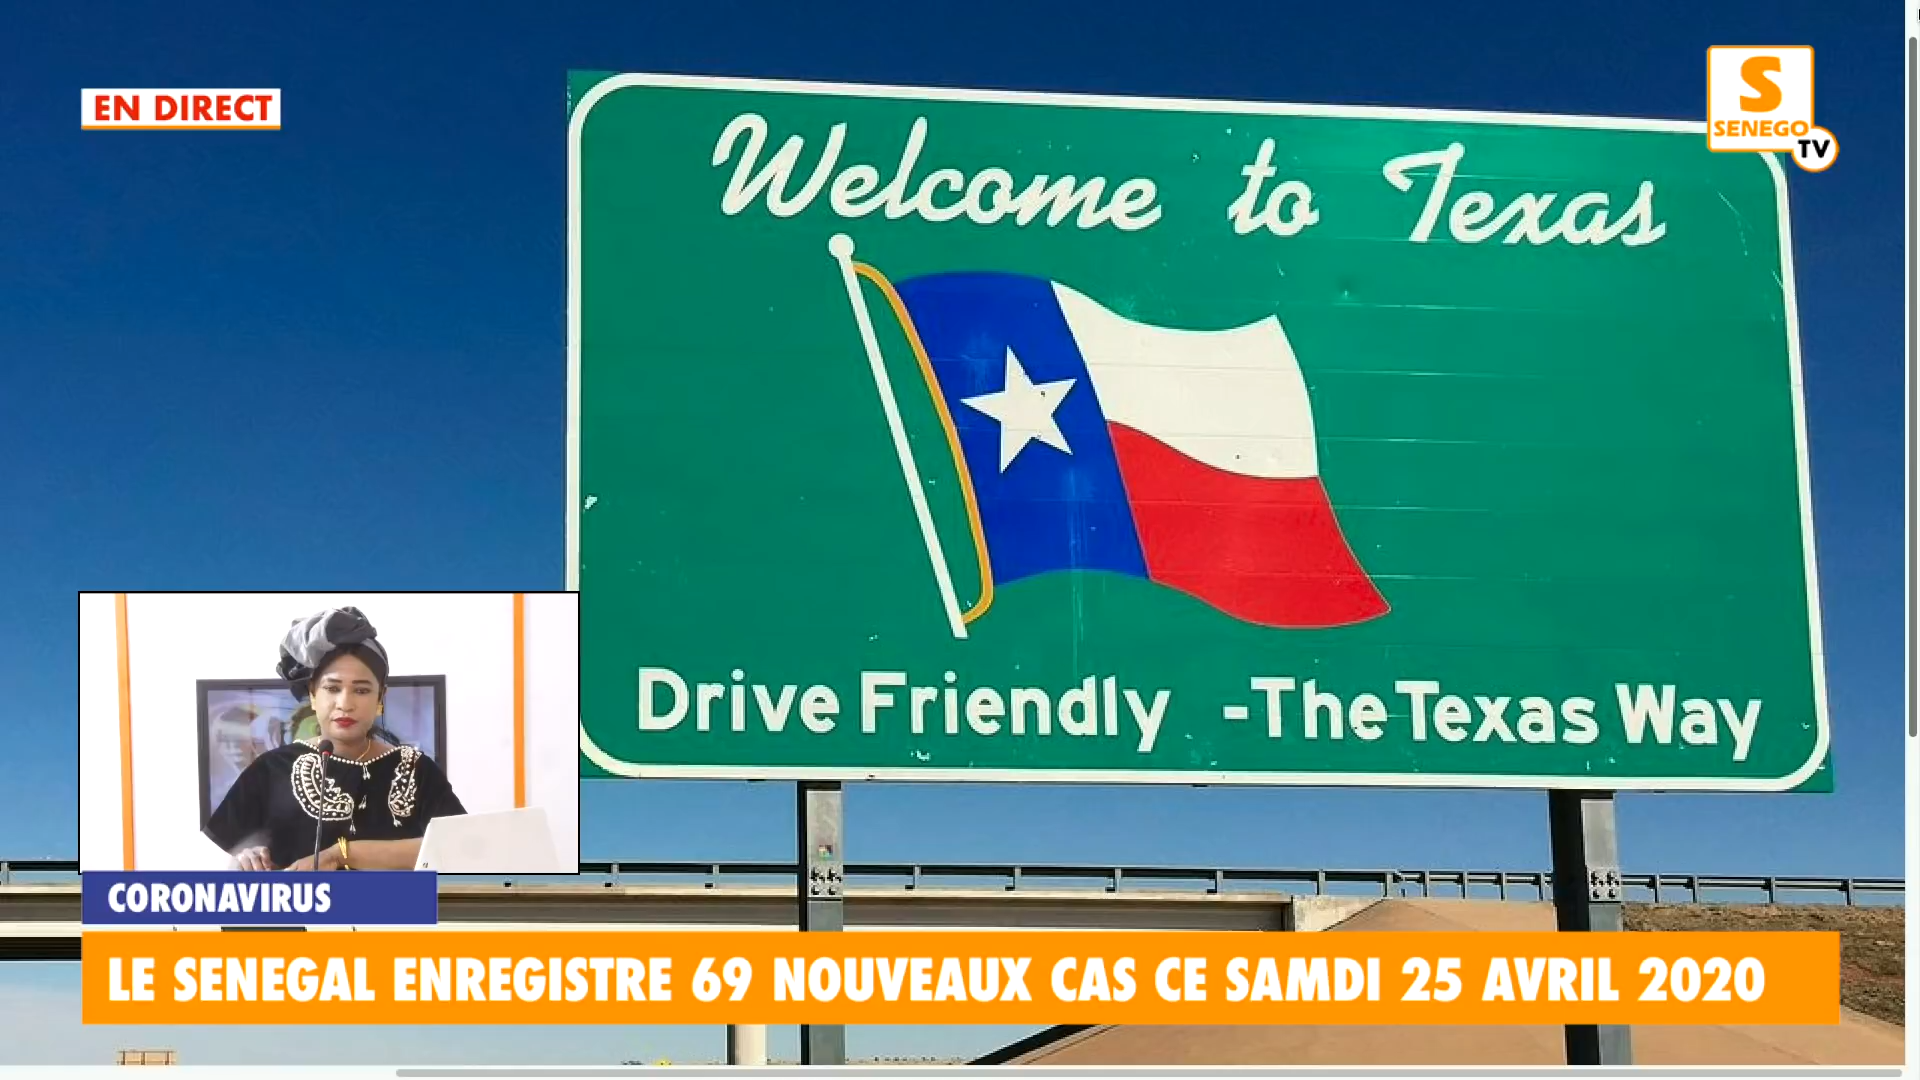 EN DIRECT
S
SENEGO
TV
Welcome to Texas
Drive Friendly -The Texas Way
CORONAVIRUS
LE SENEGAL ENREGISTRE 69 NOUVEAUX CAS CE SAMDI 25 AVRIL 2020